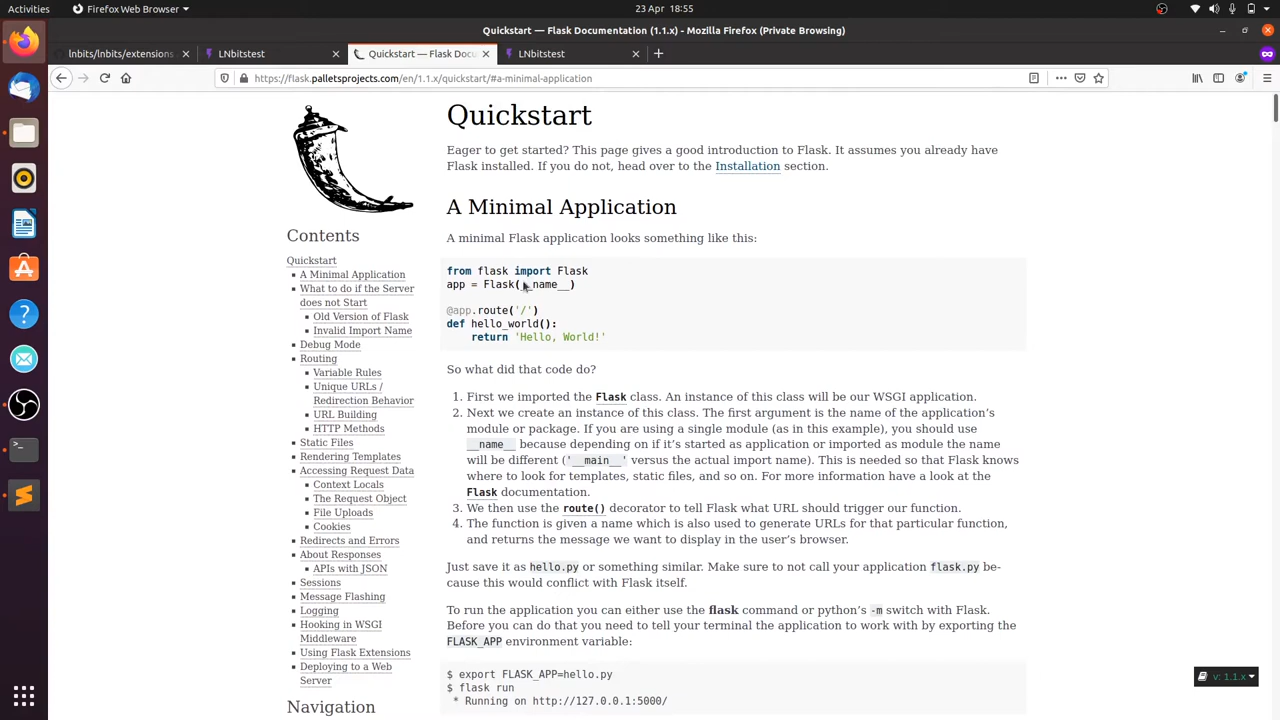 Activities
Firefox Web Browser
23 Apr 18:55
Quickstart — Flask Documentation (1.1.x) - Mozilla Firefox (Private Browsing)
lnbits/lnbits/extensions
LNbitstest
Quickstart — Flask Docu
LNbitstest
https://flask.palletsprojects.com/en/1.1.x/quickstart/#a-minimal-application
Contents
Quickstart
A Minimal Application
What to do if the Server
does not Start
Old Version of Flask
Invalid Import Name
Debug Mode
Routing
Variable Rules
Unique URLs /
Redirection Behavior
URL Building
HTTP Methods
Static Files
Rendering Templates
Accessing Request Data
Context Locals
The Request Object
File Uploads
Cookies
Redirects and Errors
About Responses
APIs with JSON
Sessions
Message Flashing
Logging
Hooking in WSGI
Middleware
Using Flask Extensions
Deploying to a Web
Server
Navigation
Quickstart
Eager to get started? This page gives a good introduction to Flask. It assumes you already have
Flask installed. If you do not, head over to the Installation section.
A Minimal Application
A minimal Flask application looks something like this:
from flask import Flask
app = Flask(__name__)
@app.route('/')
def hello_world():
return 'Hello, World!'
So what did that code do?
1. First we imported the Flask class. An instance of this class will be our WSGI application.
2. Next we create an instance of this class. The first argument is the name of the application's
module or package. If you are using a single module (as in this example), you should use
__name__ because depending on if it's started as application or imported as module the name
will be different ('__main__' versus the actual import name). This is needed so that Flask knows
where to look for templates, static files, and so on. For more information have a look at the
Flask documentation.
3. We then use the route() decorator to tell Flask what URL should trigger our function.
4. The function is given a name which is also used to generate URLs for that particular function,
and returns the message we want to display in the user's browser.
Just save it as hello.py or something similar. Make sure to not call your application flask.py be-
cause this would conflict with Flask itself.
To run the application you can either use the flask command or python's -m switch with Flask.
Before you can do that you need to tell your terminal the application to work with by exporting the
FLASK_APP environment variable:
$ export FLASK_APP=hello.py
$ flask run
* Running on http://127.0.0.1:5000/
v: 1.1.x